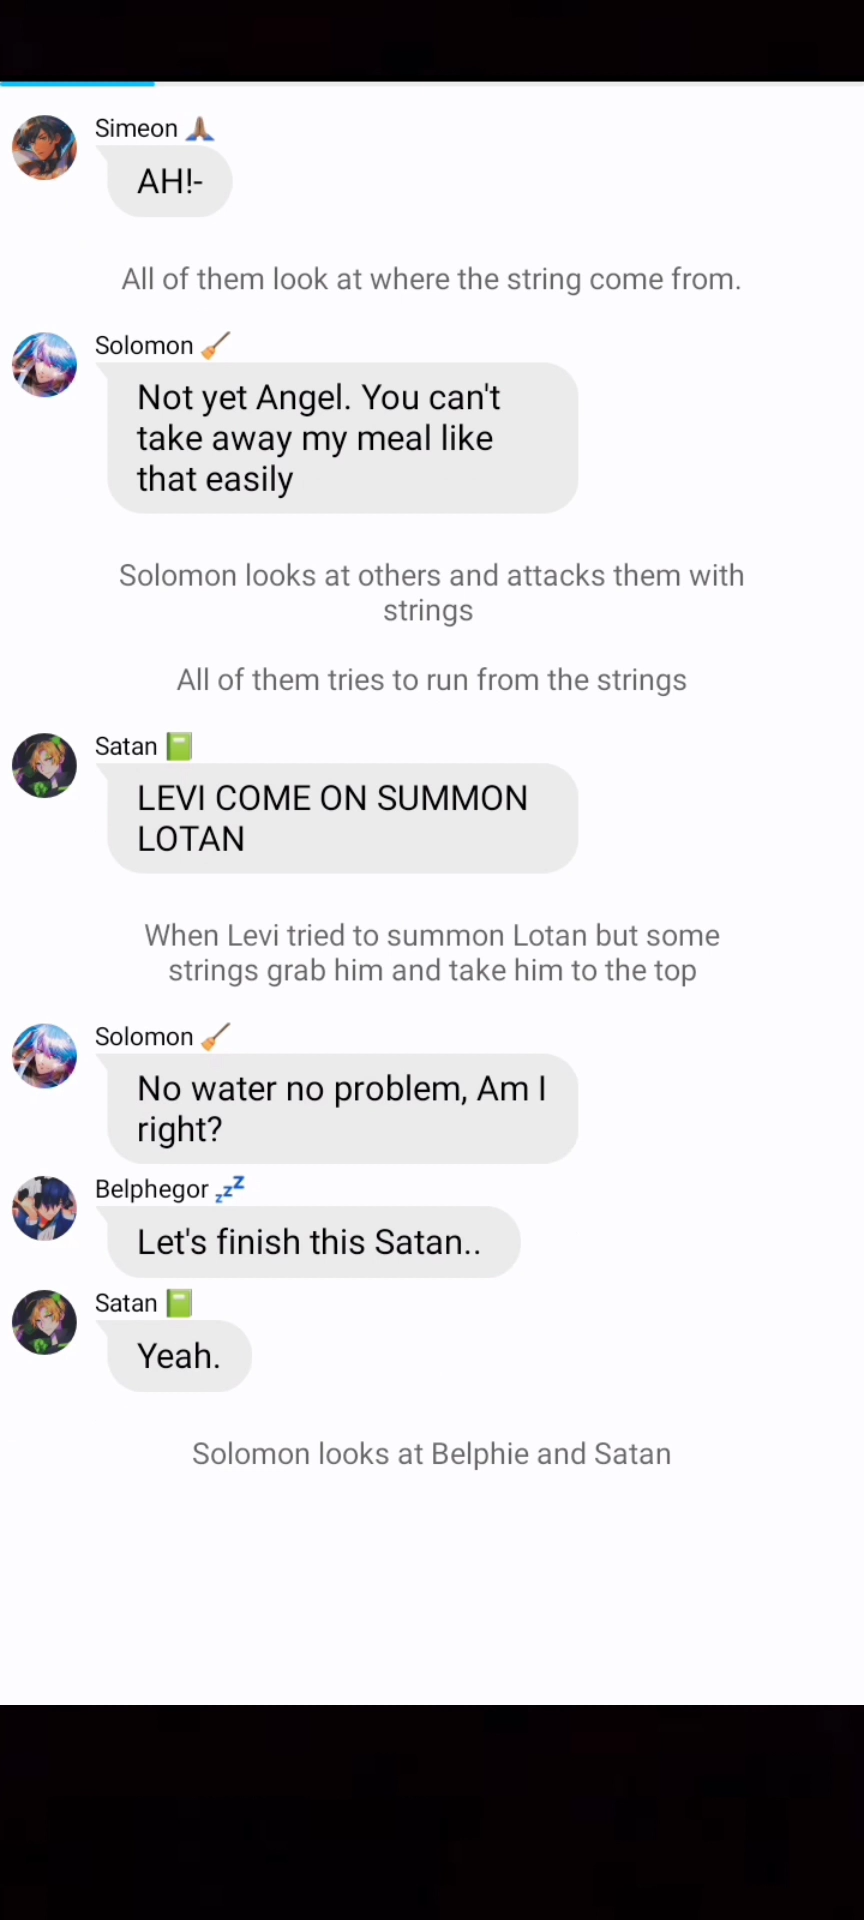 Simeon 🙏🏽
AH!-
All of them look at where the string come from.
Solomon 🧹
Not yet Angel. You can't
take away my meal like
that easily
Solomon looks at others and attacks them with
strings
All of them tries to run from the strings
Satan 📗
LEVI COME ON SUMMON
LOTAN
When Levi tried to summon Lotan but some
strings grab him and take him to the top
Solomon 🧹
No water no problem, Am I
right?
Belphegor 💤
Let's finish this Satan..
Satan 📗
Yeah.
Solomon looks at Belphie and Satan